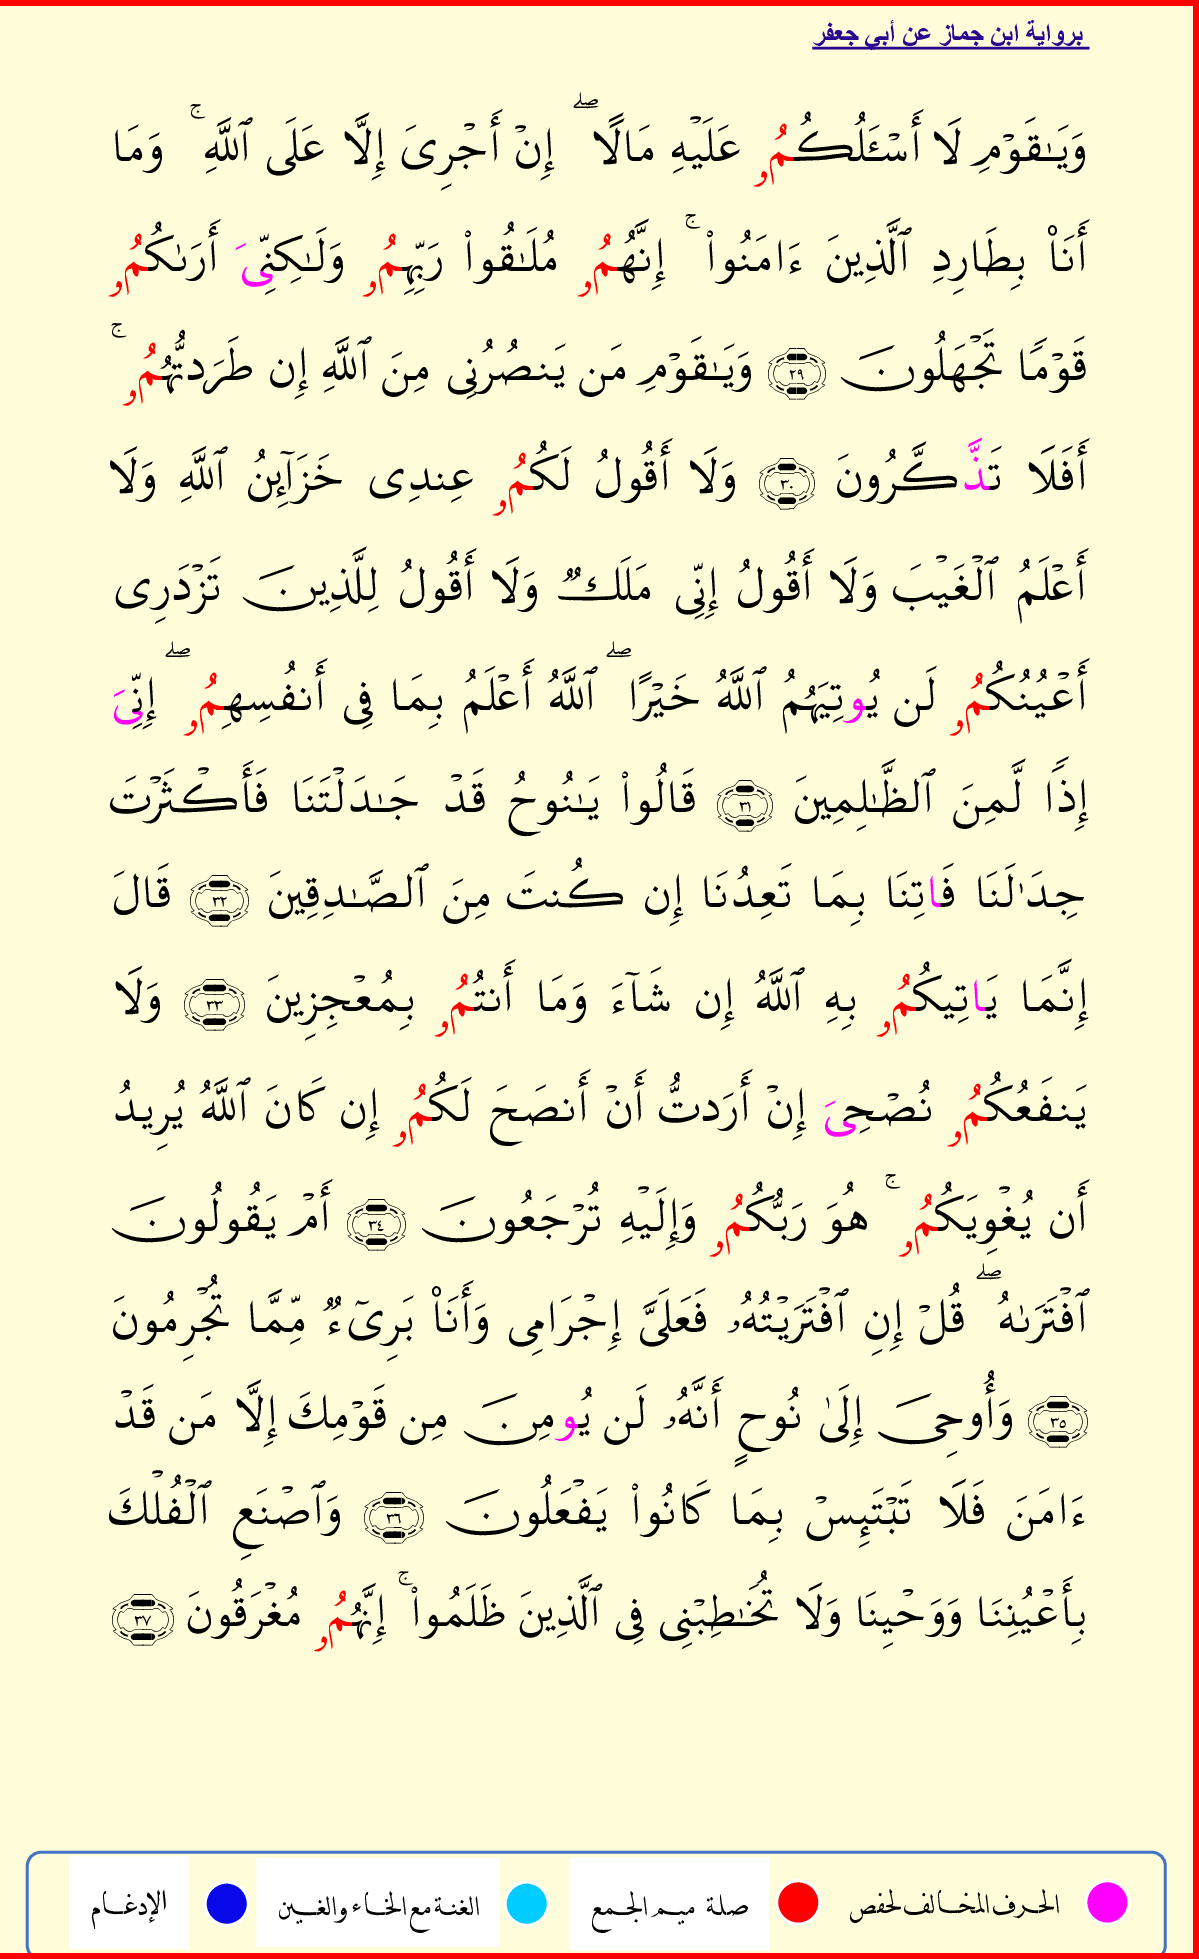 برواية ابن جماز عن أبي جعفر
وَيَٰقَوۡمِ لَآ أَسۡـَٔلُكُمُۥ عَلَيۡهِ مَالًاۖ إِنۡ أَجۡرِيَ إِلَّا عَلَى ٱللَّهِۚ وَمَا
أَنَا۠ بِطَارِدِ ٱلَّذِينَ ءَامَنُوا۟ۚ إِنَّهُمُۥ مُلَٰقُوا۟ رَبِّهِمُۥ وَلَٰكِنِّيَ أَرَىٰكُمُۥ
قَوۡمًا تَجۡهَلُونَ ٢٩ وَيَٰقَوۡمِ مَن يَنصُرُنِي مِنَ ٱللَّهِ إِن طَرَدتُّهُمُۥۚ
أَفَلَا تَذَّكَّرُونَ ٣٠ وَلَا أَقُولُ لَكُمُۥ عِندِي خَزَآئِنُ ٱللَّهِ وَلَا
أَعۡلَمُ ٱلۡغَيۡبَ وَلَا أَقُولُ إِنِّي مَلَكٞ وَلَا أَقُولُ لِلَّذِينَ تَزۡدَرِي
أَعۡيُنُكُمُۥ لَن يُوتِيَهُمُ ٱللَّهُ خَيۡرًاۖ ٱللَّهُ أَعۡلَمُ بِمَا فِي أَنفُسِهِمُۥۖ إِنِّيَ
إِذٗا لَّمِنَ ٱلظَّٰلِمِينَ ٣١ قَالُوا۟ يَٰنُوحُ قَدۡ جَٰدَلۡتَنَا فَأَكۡثَرۡتَ
جِدَٰلَنَا فَاتِنَا بِمَا تَعِدُنَا إِن كُنتَ مِنَ ٱلصَّٰدِقِينَ ٣٢ قَالَ
إِنَّمَا يَاتِيكُمُۥ بِهِ ٱللَّهُ إِن شَآءَ وَمَا أَنتُمُۥ بِمُعۡجِزِينَ ٣٣ وَلَا
يَنفَعُكُمُۥ نُصۡحِيَ إِنۡ أَرَدتُّ أَنۡ أَنصَحَ لَكُمُۥ إِن كَانَ ٱللَّهُ يُرِيدُ
أَن يُغۡوِيَكُمُۥۚ هُوَ رَبُّكُمُۥ وَإِلَيۡهِ تُرۡجَعُونَ ٣٤ أَمۡ يَقُولُونَ
ٱفۡتَرَىٰهُۖ قُلۡ إِنِ ٱفۡتَرَيۡتُهُۥ فَعَلَيَّ إِجۡرَامِي وَأَنَا۠ بَرِيٓءٞ مِّمَّا تُجۡرِمُونَ
٣٥ وَأُوحِيَ إِلَىٰ نُوحٍ أَنَّهُۥ لَن يُومِنَ مِن قَوۡمِكَ إِلَّا مَن قَدۡ
ءَامَنَ فَلَا تَبۡتَئِسۡ بِمَا كَانُوا۟ يَفۡعَلُونَ ٣٦ وَٱصۡنَعِ ٱلۡفُلۡكَ
بِأَعۡيُنِنَا وَوَحۡيِنَا وَلَا تُخَٰطِبۡنِي فِي ٱلَّذِينَ ظَلَمُوا۟ۚ إِنَّهُمُۥ مُغۡرَقُونَ ٣٧
الحرف المخالف لحفص صلة ميم الجمع الغنة مع الخاء والغين الإدغام